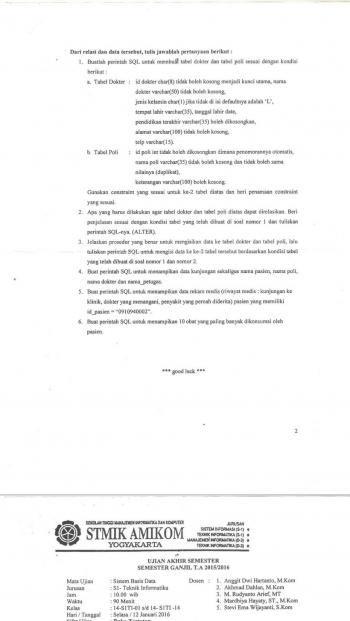 Dari relasi dan data tersebut, tulis jawablah pertanyaan berikut :
1. Buatlah perintah SQL untuk membuat tabel dokter dan tabel poli sesuai dengan kondisi
berikut :
a. Tabel Dokter : id dokter char(8) tidak boleh kosong menjadi kunci utama, nama
dokter varchar(50) tidak boleh kosong,
jenis kelamin char(1) jika tidak di isi defaultnya adalah 'L',
tempat lahir varchar(35), tanggal lahir date,
pendidikan terakhir varchar(35) boleh dikosongkan,
alamat varchar(100) tidak boleh kosong,
telp varchar(15).
b. Tabel Poli : id poli int tidak boleh dikosongkan dimana penomorannya otomatis,
nama poli varchar(35) tidak boleh kosong dan tidak boleh sama
nilainya (duplikat),
keterangan varchar(100) boleh kosong.
Gunakan constraint yang sesuai untuk ke-2 tabel diatas dan beri penamaan constraint
yang sesuai.
2. Apa yang harus dilakukan agar tabel dokter dan tabel poli diatas dapat direlasikan. Beri
penjelasan sesuai dengan kondisi tabel yang telah dibuat di soal nomor 1 dan tuliskan
perintah SQL-nya. (ALTER).
3. Jelaskan prosedur yang benar untuk mengisikan data ke tabel dokter dan tabel poli, lalu
tuliskan perintah SQL untuk mengisi data ke ke-2 tabel tersebut berdasarkan kondisi tabel
yang telah dibuat di soal nomor 1 dan nomor 2.
4. Buat perintah SQL untuk menampilkan data kunjungan sekaligus nama pasien, nama poli,
nama dokter dan nama_petugas.
5. Buat perintah SQL untuk menampilkan data rekam medis (riwayat medis : kunjungan ke
klinik, dokter yang menangani, penyakit yang pernah diderita) pasien yang memiliki
id_pasien = "0910940002".
6. Buat perintah SQL untuk menampilkan 10 obat yang paling banyak dikonsumsi oleh
pasien.
*** good luck ***
2
SEKOLAH TINGGI MANAJEMEN INFORMATIKA DAN KOMPUTER
STMIK AMIKOM
YOGYAKARTA
JURUSAN
SISTEM INFORMASI (S-1)
TEKNIK INFORMATIKA (S-1)
MANAJEMEN INFORMATIKA (D-3)
TEKNIK INFORMATIKA (D-3)
UJIAN AKHIR SEMESTER
SEMESTER GANJIL T.A 2015/2016
Mata Ujian : Sistem Basis Data
Jurusan : S1- Teknik Informatika
Jam : 10.00 wib
Waktu : 90 Menit
Kelas : 14-S1TI-01 s/d 14- S1TI -14
Hari / Tanggal : Selasa / 12 Januari 2016
Dosen : 1. Anggit Dwi Hartanto, M.Kom
2. Akhmad Dahlan, M.Kom
3. M. Rudyanto Arief, MT
4. Mardhiya Hayaty, ST., M.Kom
5. Stevi Ema Wijayanti, S.Kom